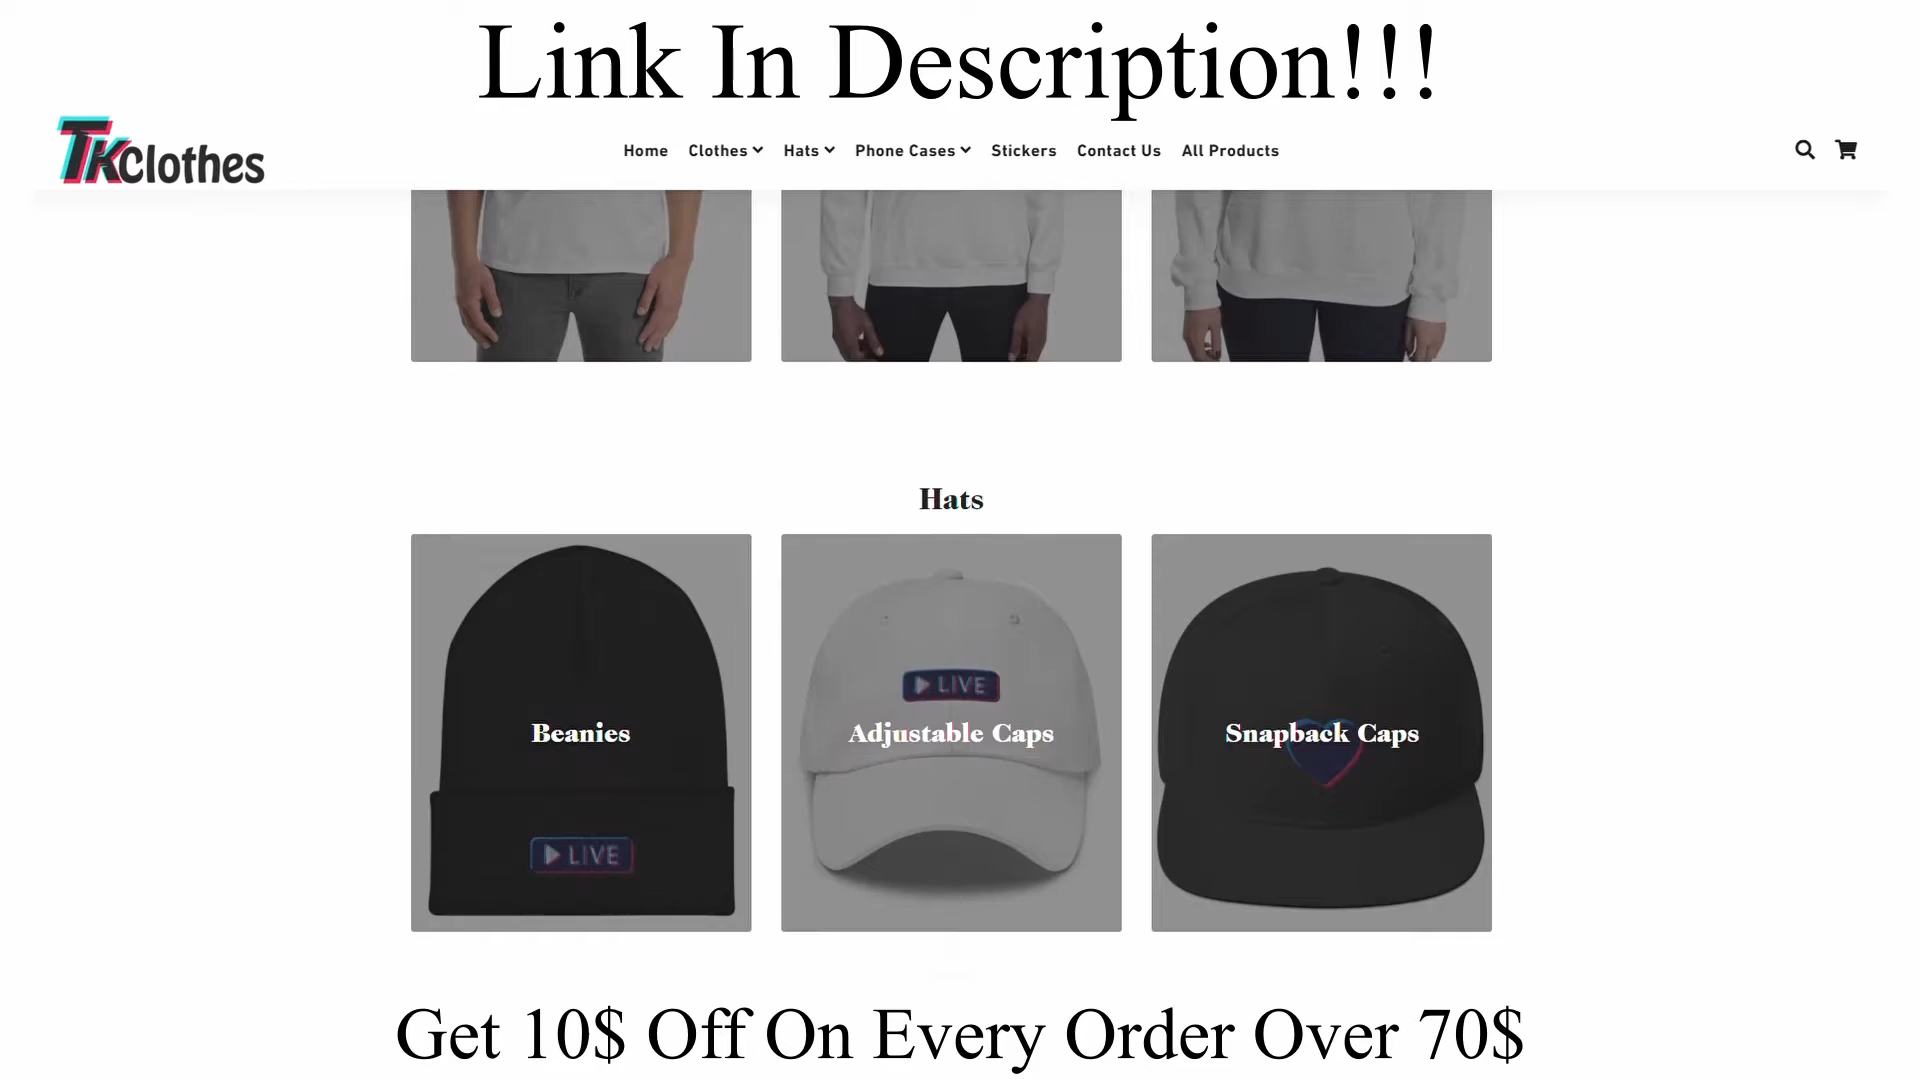 Link In Description!!!
TKClothes
Home Clothes Hats Phone Cases Stickers Contact Us All Products
Hats
LIVE
Beanies Adjustable Caps Snapback Caps
LIVE
Get 10$ Off On Every Order Over 70$